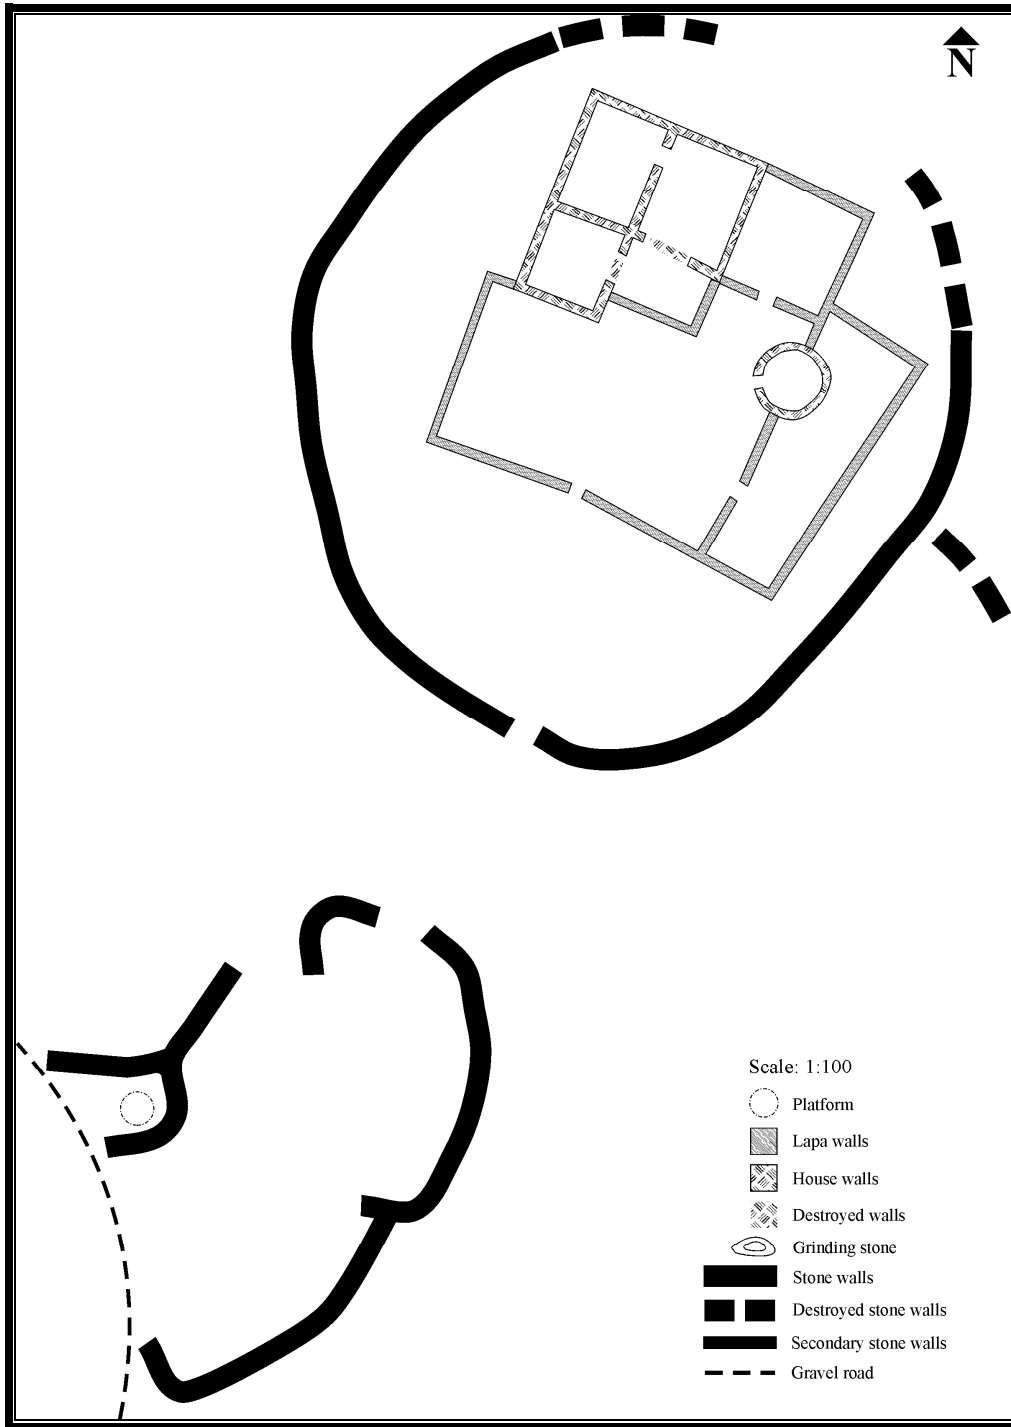 N
Scale: 1:100
Platform
Lapa walls
House walls
Destroyed walls
Grinding stone
Stone walls
Destroyed stone walls
Secondary stone walls
Gravel road